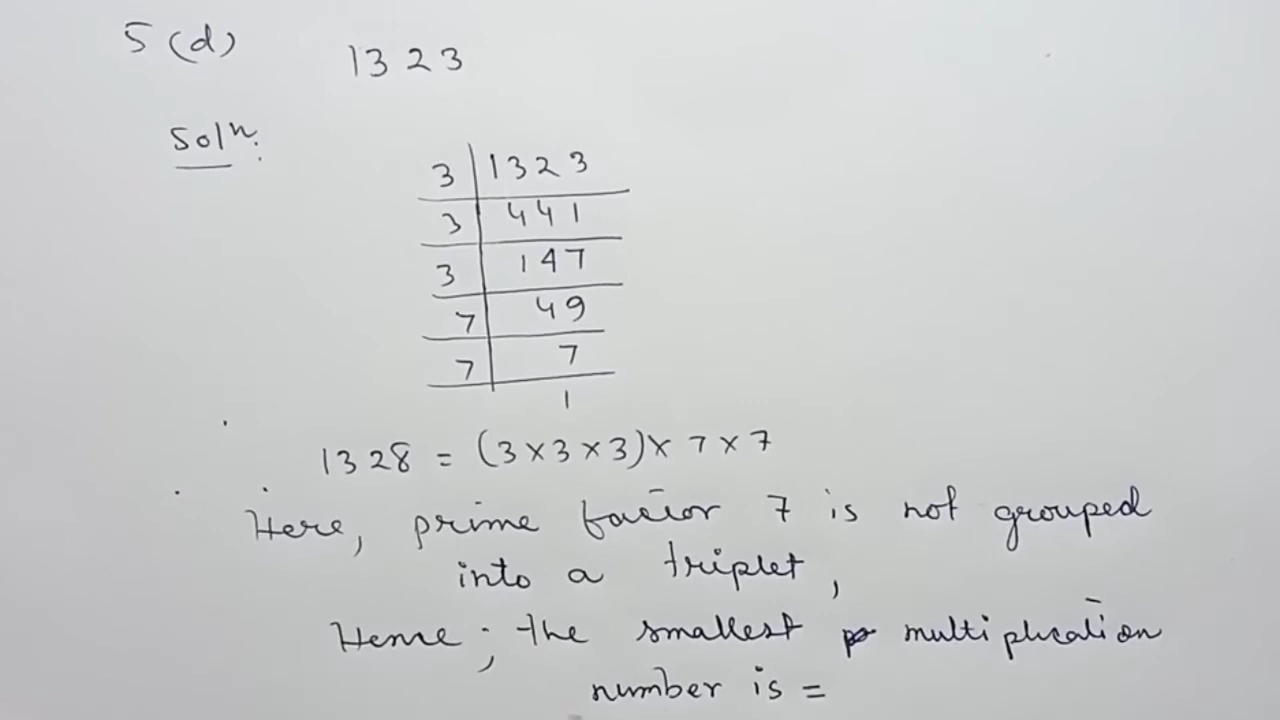 5 (d) 1323
Soln:
3 | 1323
3 | 441
3 | 147
7 | 49
7 | 7
1
1328 = (3×3×3)× 7 × 7
Here, prime factor 7 is not grouped
into a triplet,
Hence; the smallest multiplication
number is =